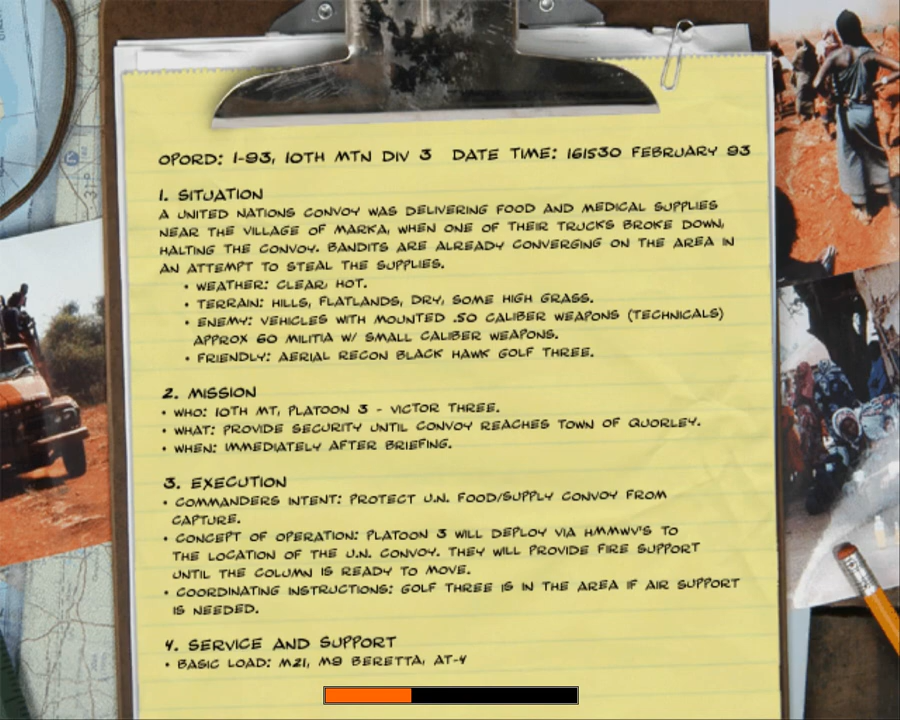 OPORD: 1-93, 10TH MTN DIV 3 DATE TIME: 161530 FEBRUARY 93
1. SITUATION
A UNITED NATIONS CONVOY WAS DELIVERING FOOD AND MEDICAL SUPPLIES
NEAR THE VILLAGE OF MARKA, WHEN ONE OF THEIR TRUCKS BROKE DOWN,
HALTING THE CONVOY. BANDITS ARE ALREADY CONVERGING ON THE AREA IN
AN ATTEMPT TO STEAL THE SUPPLIES.
• WEATHER: CLEAR, HOT.
• TERRAIN: HILLS, FLATLANDS, DRY, SOME HIGH GRASS.
• ENEMY: VEHICLES WITH MOUNTED .50 CALIBER WEAPONS (TECHNICALS)
APPROX 60 MILITIA W/ SMALL CALIBER WEAPONS.
• FRIENDLY: AERIAL RECON BLACK HAWK GOLF THREE.
2. MISSION
• WHO: 10TH MT, PLATOON 3 - VICTOR THREE.
• WHAT: PROVIDE SECURITY UNTIL CONVOY REACHES TOWN OF QUORLEY.
• WHEN: IMMEDIATELY AFTER BRIEFING.
3. EXECUTION
• COMMANDERS INTENT: PROTECT U.N. FOOD/SUPPLY CONVOY FROM
CAPTURE.
• CONCEPT OF OPERATION: PLATOON 3 WILL DEPLOY VIA HMMWV'S TO
THE LOCATION OF THE U.N. CONVOY. THEY WILL PROVIDE FIRE SUPPORT
UNTIL THE COLUMN IS READY TO MOVE.
• COORDINATING INSTRUCTIONS: GOLF THREE IS IN THE AREA IF AIR SUPPORT
IS NEEDED.
4. SERVICE AND SUPPORT
• BASIC LOAD: M21, M9 BERETTA, AT-4